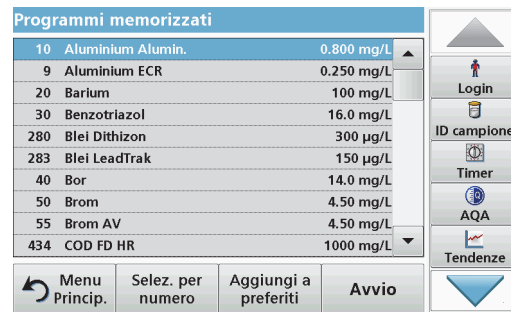 Programmi memorizzati
10 Aluminium Alumin. 0.800 mg/L
9 Aluminium ECR 0.250 mg/L
20 Barium 100 mg/L
30 Benzotriazol 16.0 mg/L
280 Blei Dithizon 300 µg/L
283 Blei LeadTrak 150 µg/L
40 Bor 14.0 mg/L
50 Brom 4.50 mg/L
55 Brom AV 4.50 mg/L
434 COD FD HR 1000 mg/L
Menu Princip.
Selez. per numero
Aggiungi a preferiti
Avvio
Login
ID campione
Timer
AQA
Tendenze